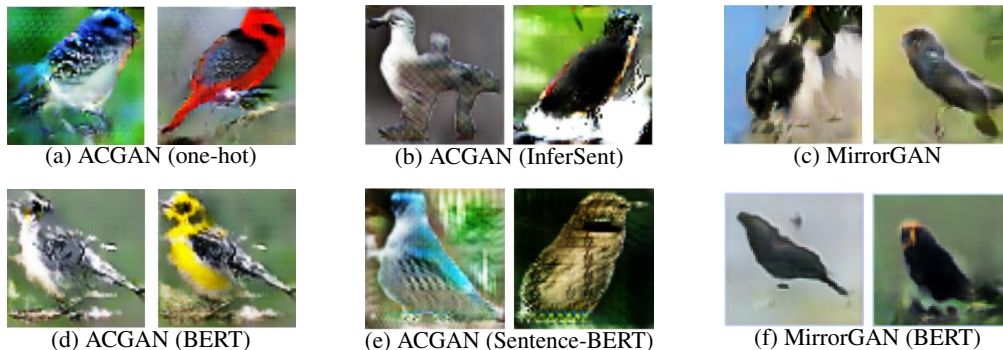 (a) ACGAN (one-hot)
(b) ACGAN (InferSent)
(c) MirrorGAN
(d) ACGAN (BERT)
(e) ACGAN (Sentence-BERT)
(f) MirrorGAN (BERT)